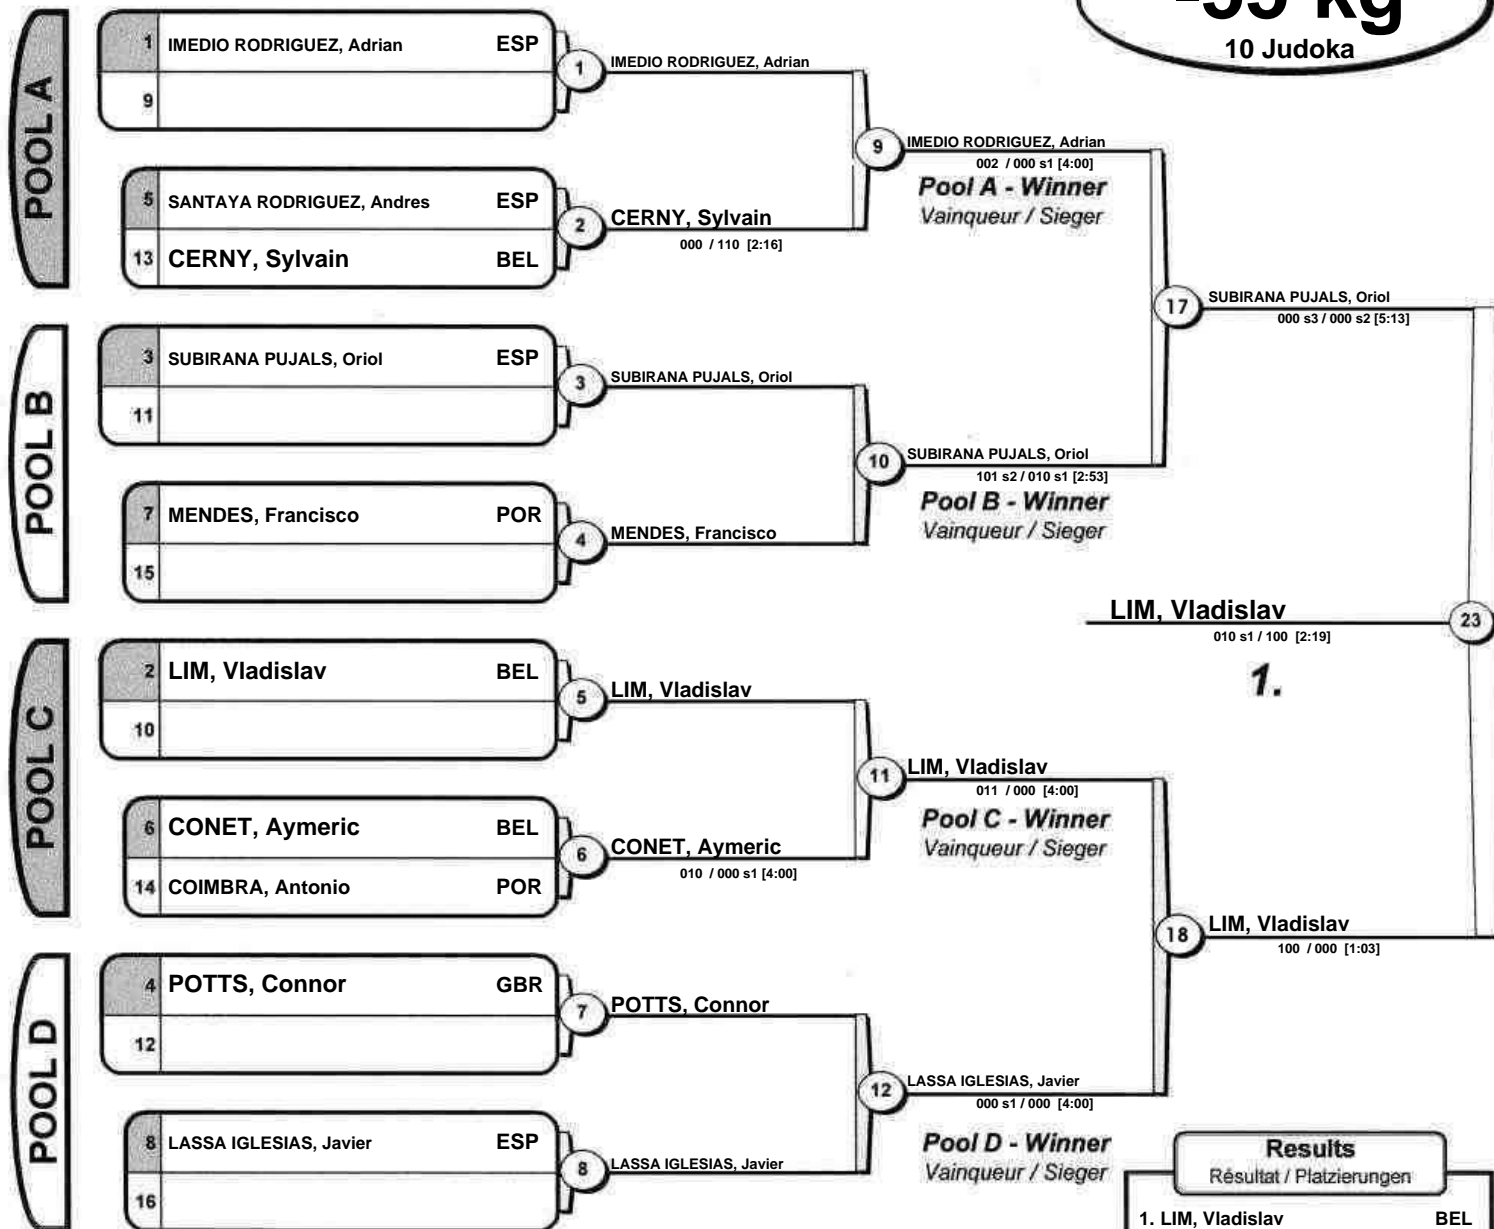 -55 kg
10 Judoka
POOL A
1 IMEDIO RODRIGUEZ, Adrian ESP
9
1 IMEDIO RODRIGUEZ, Adrian
5 SANTAYA RODRIGUEZ, Andres ESP
13 CERNY, Sylvain BEL
2 CERNY, Sylvain
000 / 110 [2:16]
9 IMEDIO RODRIGUEZ, Adrian
002 / 000 s1 [4:00]
Pool A - Winner
Vainqueur / Sieger
POOL B
3 SUBIRANA PUJALS, Oriol ESP
11
3 SUBIRANA PUJALS, Oriol
7 MENDES, Francisco POR
15
4 MENDES, Francisco
10 SUBIRANA PUJALS, Oriol
101 s2 / 010 s1 [2:53]
Pool B - Winner
Vainqueur / Sieger
17 SUBIRANA PUJALS, Oriol
000 s3 / 000 s2 [5:13]
LIM, Vladislav 23
010 s1 / 100 [2:19]
1.
POOL C
2 LIM, Vladislav BEL
10
5 LIM, Vladislav
6 CONET, Aymeric BEL
14 COIMBRA, Antonio POR
6 CONET, Aymeric
010 / 000 s1 [4:00]
11 LIM, Vladislav
011 / 000 [4:00]
Pool C - Winner
Vainqueur / Sieger
18 LIM, Vladislav
100 / 000 [1:03]
POOL D
4 POTTS, Connor GBR
12
7 POTTS, Connor
8 LASSA IGLESIAS, Javier ESP
16
8 LASSA IGLESIAS, Javier
12 LASSA IGLESIAS, Javier
000 s1 / 000 [4:00]
Pool D - Winner
Vainqueur / Sieger
Results
Résultat / Platzierungen
1. LIM, Vladislav BEL